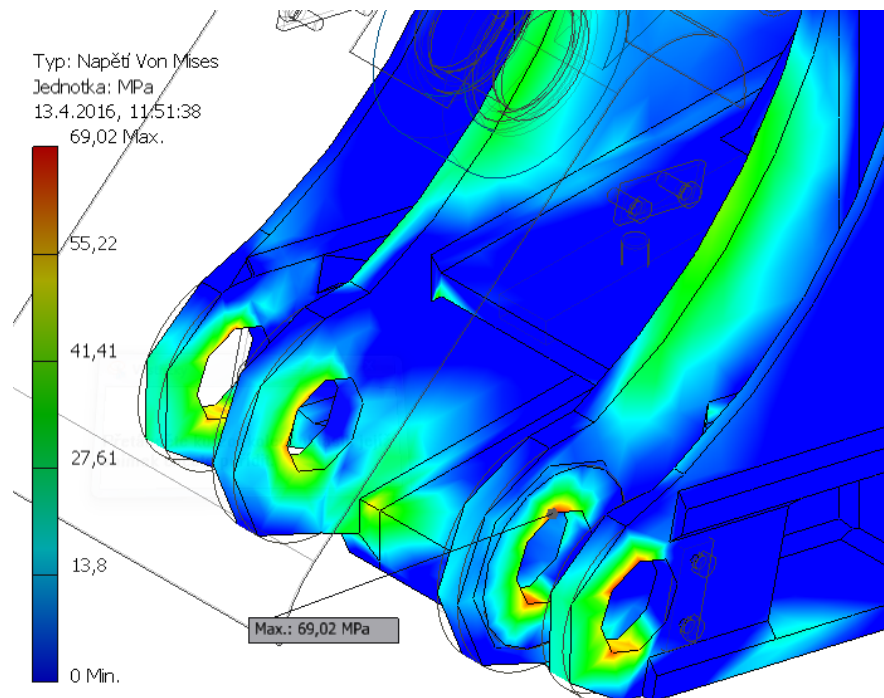 Typ: Napětí Von Mises
Jednotka: MPa
13.4.2016, 11:51:38
69,02 Max.
55,22
41,41
27,61
13,8
0 Min.
Max.: 69,02 MPa